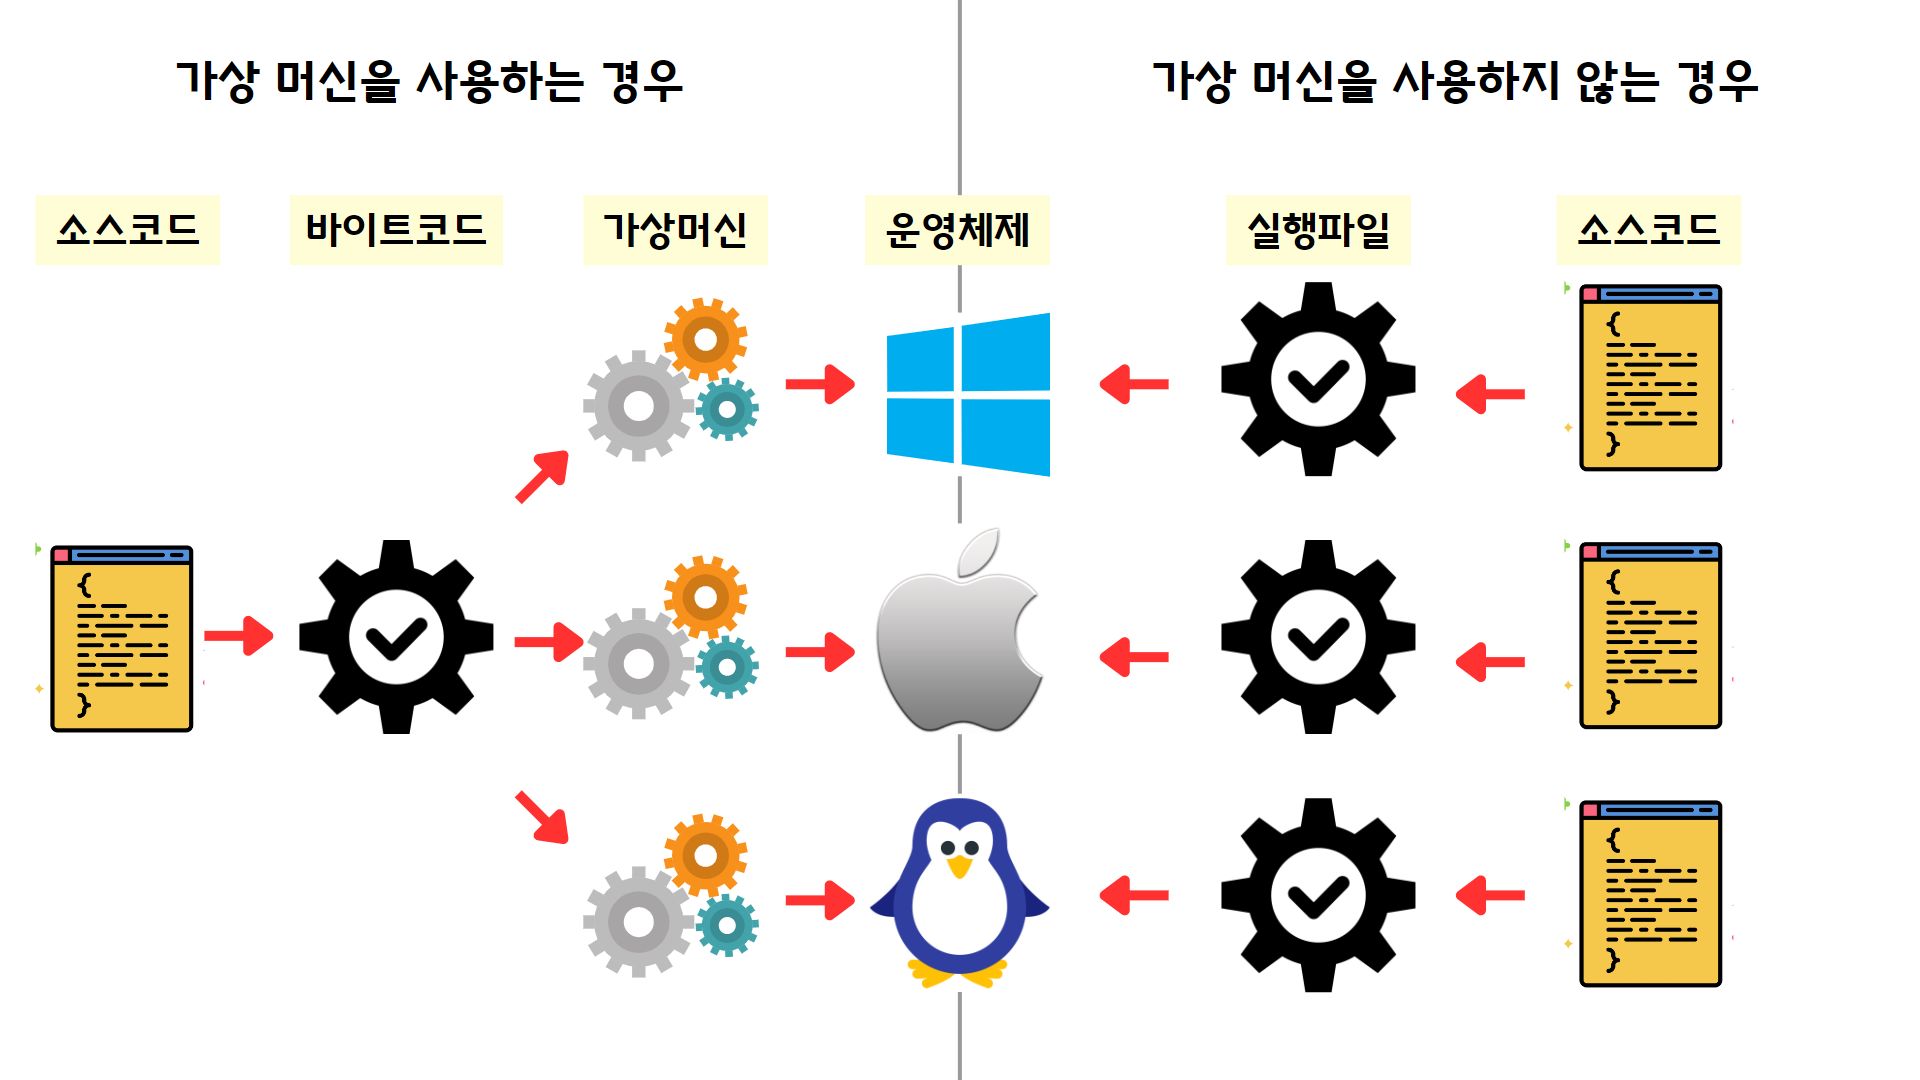 가상 머신을 사용하는 경우
가상 머신을 사용하지 않는 경우
소스코드
바이트코드
가상머신
운영체제
실행파일
소스코드